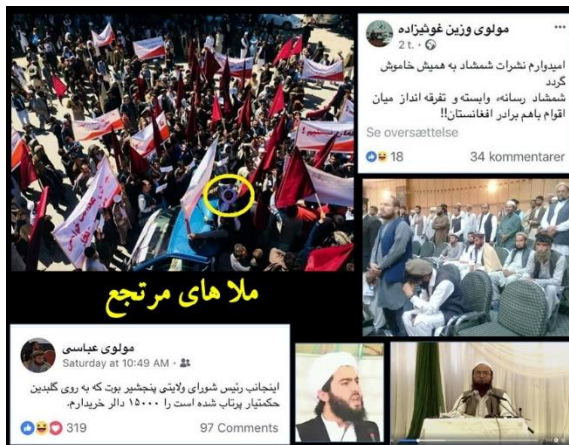 مولوی وزین غوثیزاده
2 t.
امیدوارم نشرات شمشاد به همیش خاموش
گردد
شمشاد رسانهء وابسته و تفرقه انداز میان
اقوام باهم برادر افغانستان!!
Se oversættelse
18
34 kommentarer
ملا های مرتجع
مولوی عباسی
Saturday at 10:49 AM
اینجانب رئیس شورای ولایتی پنجشیر بوت که به روی گلبدین
حکمتیار پرتاب شده است را ۱۵۰۰۰ دالر خریدارم.
319
97 Comments